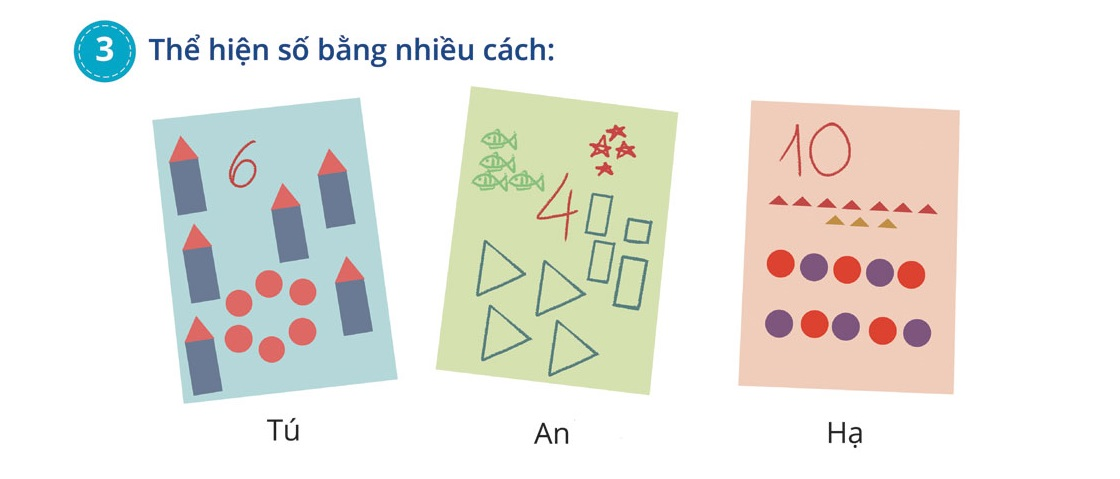 3 Thể hiện số bằng nhiều cách:
6
4
10
Tú
An
Hạ